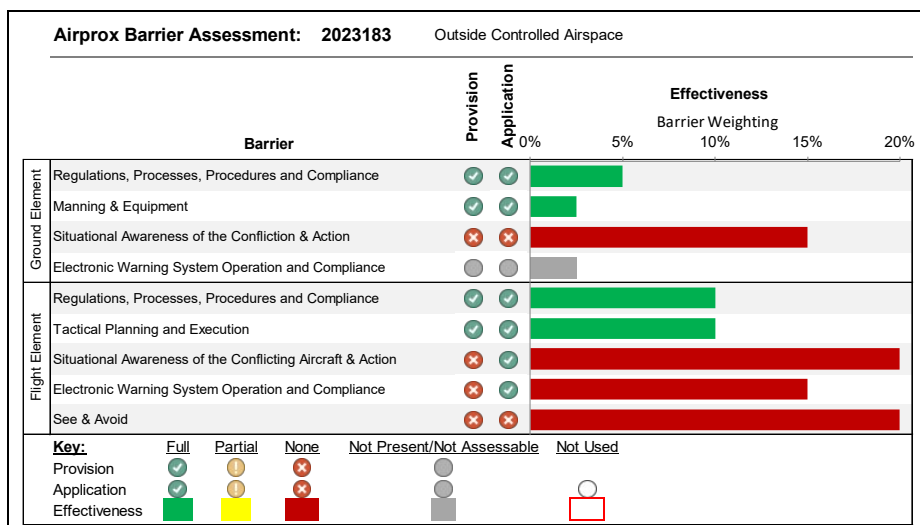 Airprox Barrier Assessment: 2023183 Outside Controlled Airspace
Barrier
Provision
Application
Effectiveness
Barrier Weighting
0% 5% 10% 15% 20%
Ground Element
Regulations, Processes, Procedures and Compliance
Manning & Equipment
Situational Awareness of the Confliction & Action
Electronic Warning System Operation and Compliance
Flight Element
Regulations, Processes, Procedures and Compliance
Tactical Planning and Execution
Situational Awareness of the Conflicting Aircraft & Action
Electronic Warning System Operation and Compliance
See & Avoid
Key: Full Partial None Not Present/Not Assessable Not Used
Provision
Application
Effectiveness